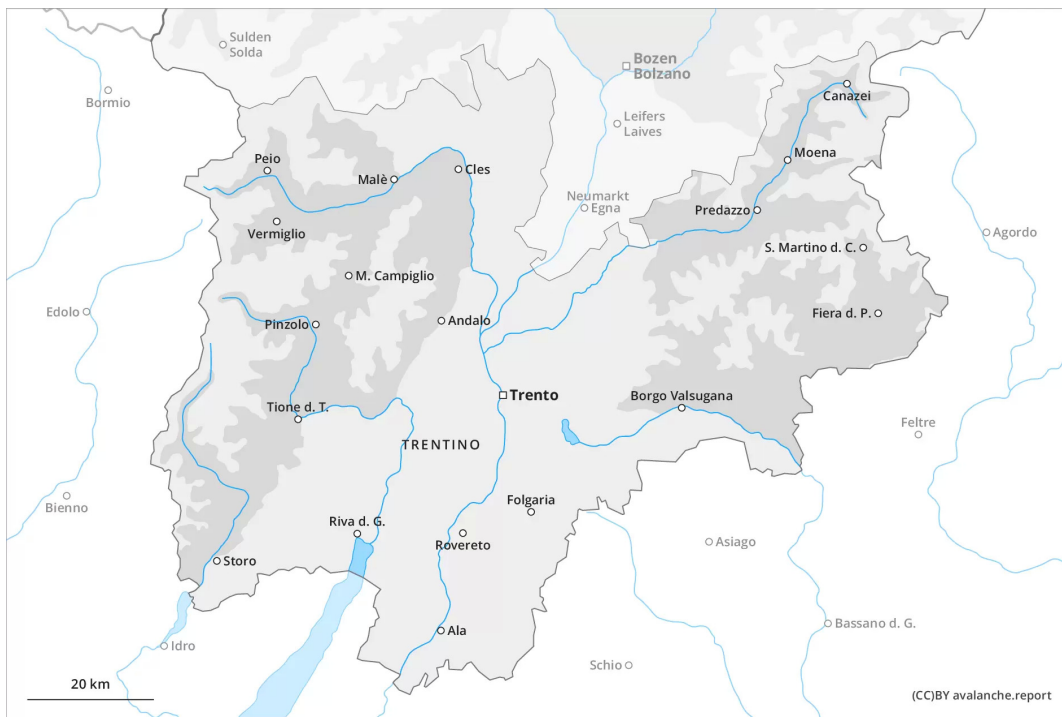 Sulden
Solda
Bozen
Bolzano
Bormio
Canazei
Leifers
Laives
Moena
Peio
Malè
Cles
Neumarkt
Egna
Predazzo
Vermiglio
Agordo
S. Martino d. C.
M. Campiglio
Edolo
Pinzolo
Andalo
Fiera d. P.
Trento
Borgo Valsugana
Tione d. T.
Feltre
TRENTINO
Bienno
Folgaria
Riva d. G.
Rovereto
Asiago
Storo
Ala
Bassano d. G.
Idro
Schio
20 km
(CC)BY avalanche.report